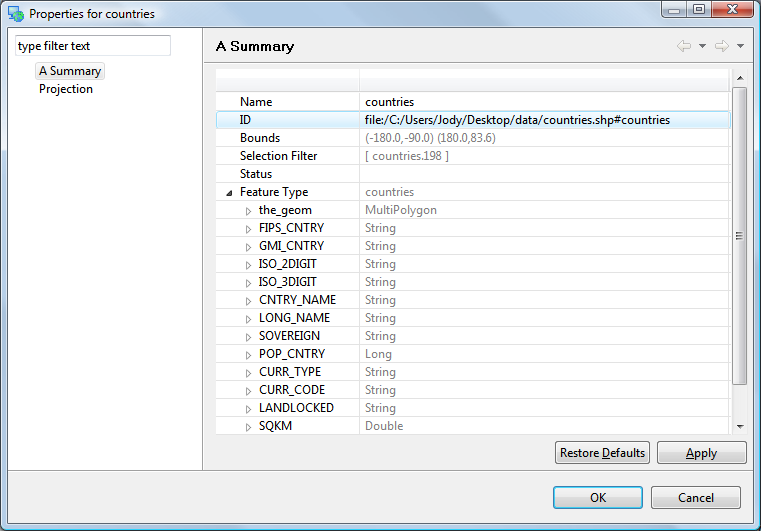 Properties for countries
type filter text
A Summary
Projection
A Summary
Name countries
ID file:/C:/Users/Jody/Desktop/data/countries.shp#countries
Bounds (-180.0,-90.0) (180.0,83.6)
Selection Filter [ countries.198 ]
Status
Feature Type countries
the_geom MultiPolygon
FIPS_CNTRY String
GMI_CNTRY String
ISO_2DIGIT String
ISO_3DIGIT String
CNTRY_NAME String
LONG_NAME String
SOVEREIGN String
POP_CNTRY Long
CURR_TYPE String
CURR_CODE String
LANDLOCKED String
SQKM Double
Restore Defaults Apply
OK Cancel